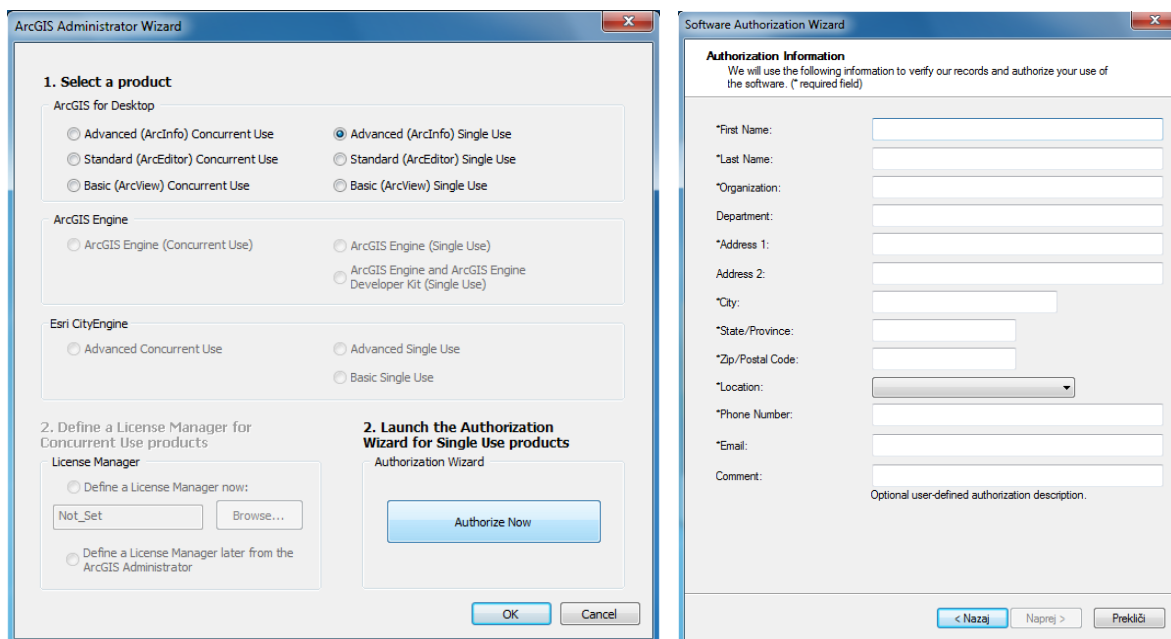 ArcGIS Administrator Wizard
1. Select a product
ArcGIS for Desktop
Advanced (ArcInfo) Concurrent Use
Advanced (ArcInfo) Single Use
Standard (ArcEditor) Concurrent Use
Standard (ArcEditor) Single Use
Basic (ArcView) Concurrent Use
Basic (ArcView) Single Use
ArcGIS Engine
ArcGIS Engine (Concurrent Use)
ArcGIS Engine (Single Use)
ArcGIS Engine and ArcGIS Engine
Developer Kit (Single Use)
Esri CityEngine
Advanced Concurrent Use
Advanced Single Use
Basic Single Use
2. Define a License Manager for
Concurrent Use products
License Manager
Define a License Manager now:
Not_Set
Browse...
Define a License Manager later from the
ArcGIS Administrator
2. Launch the Authorization
Wizard for Single Use products
Authorization Wizard
Authorize Now
OK
Cancel
Software Authorization Wizard
Authorization Information
We will use the following information to verify our records and authorize your use of
the software. (* required field)
*First Name:
*Last Name:
*Organization:
Department:
*Address 1:
Address 2:
*City:
*State/Province:
*Zip/Postal Code:
*Location:
*Phone Number:
*Email:
Comment:
Optional user-defined authorization description.
< Nazaj
Naprej >
Prekliči